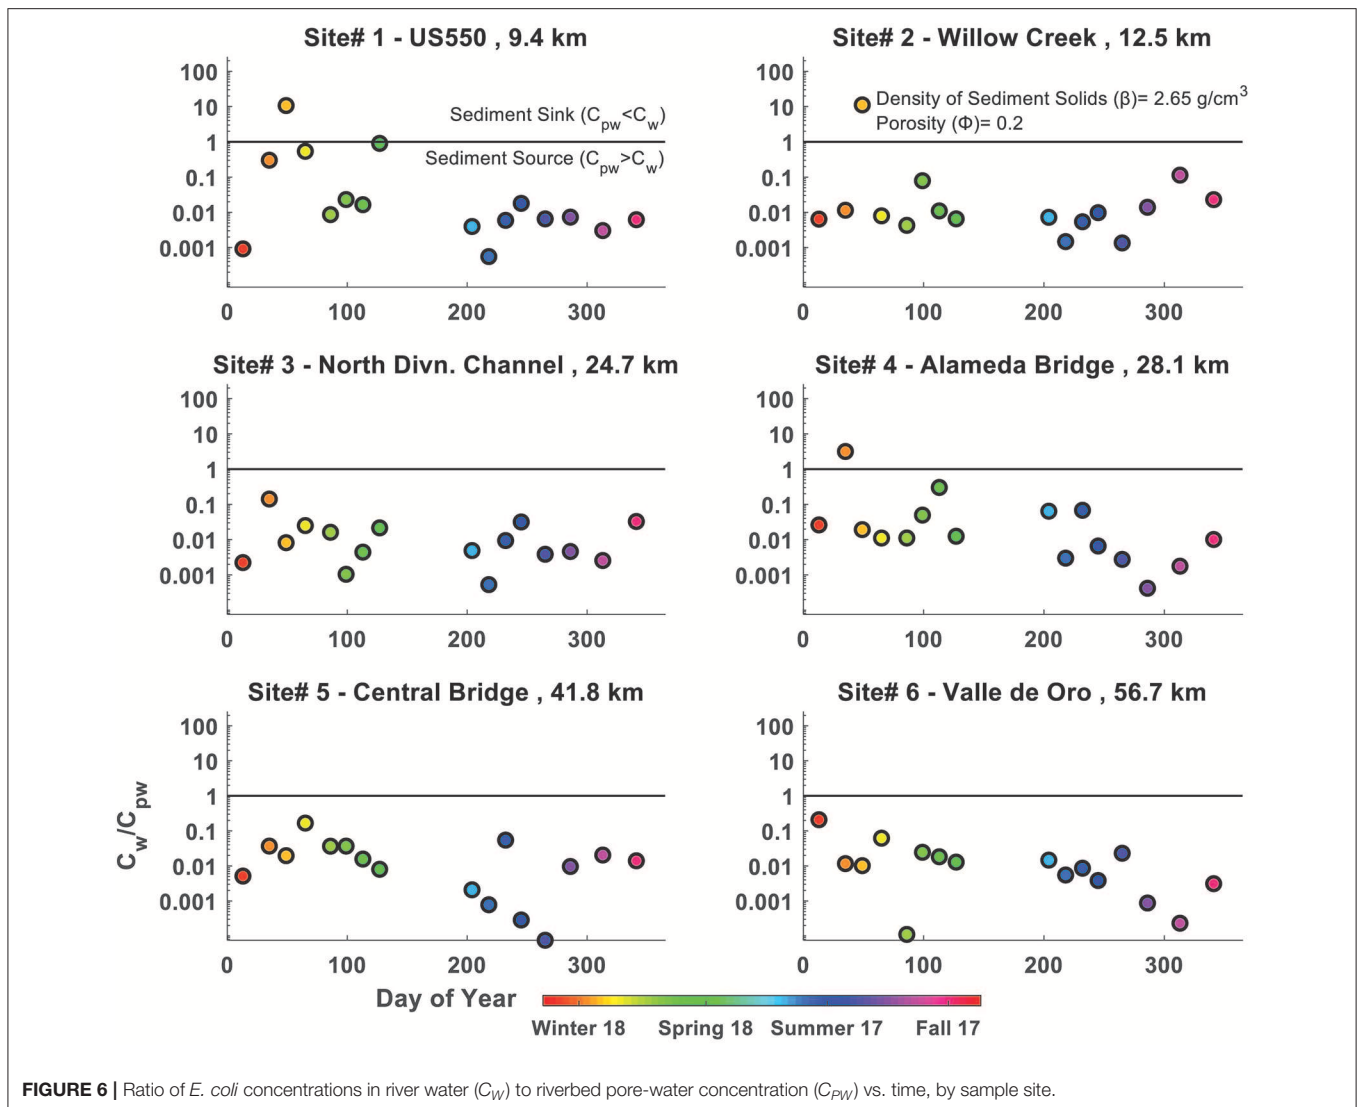 Site# 1 - US550 , 9.4 km
100
10
1
0.1
0.01
0.001
Sediment Sink (Cpw<Cw)
Sediment Source (Cpw>Cw)
0 100 200 300
Site# 2 - Willow Creek , 12.5 km
100
10
1
0.1
0.01
0.001
Density of Sediment Solids (β)= 2.65 g/cm³
Porosity (Φ)= 0.2
0 100 200 300
Site# 3 - North Divn. Channel , 24.7 km
100
10
1
0.1
0.01
0.001
0 100 200 300
Site# 4 - Alameda Bridge , 28.1 km
100
10
1
0.1
0.01
0.001
0 100 200 300
Site# 5 - Central Bridge , 41.8 km
100
10
1
0.1
0.01
0.001
Cw/Cpw
0 100 200 300
Site# 6 - Valle de Oro , 56.7 km
100
10
1
0.1
0.01
0.001
0 100 200 300
Day of Year
Winter 18 Spring 18 Summer 17 Fall 17
FIGURE 6 | Ratio of E. coli concentrations in river water (CW) to riverbed pore-water concentration (CPW) vs. time, by sample site.